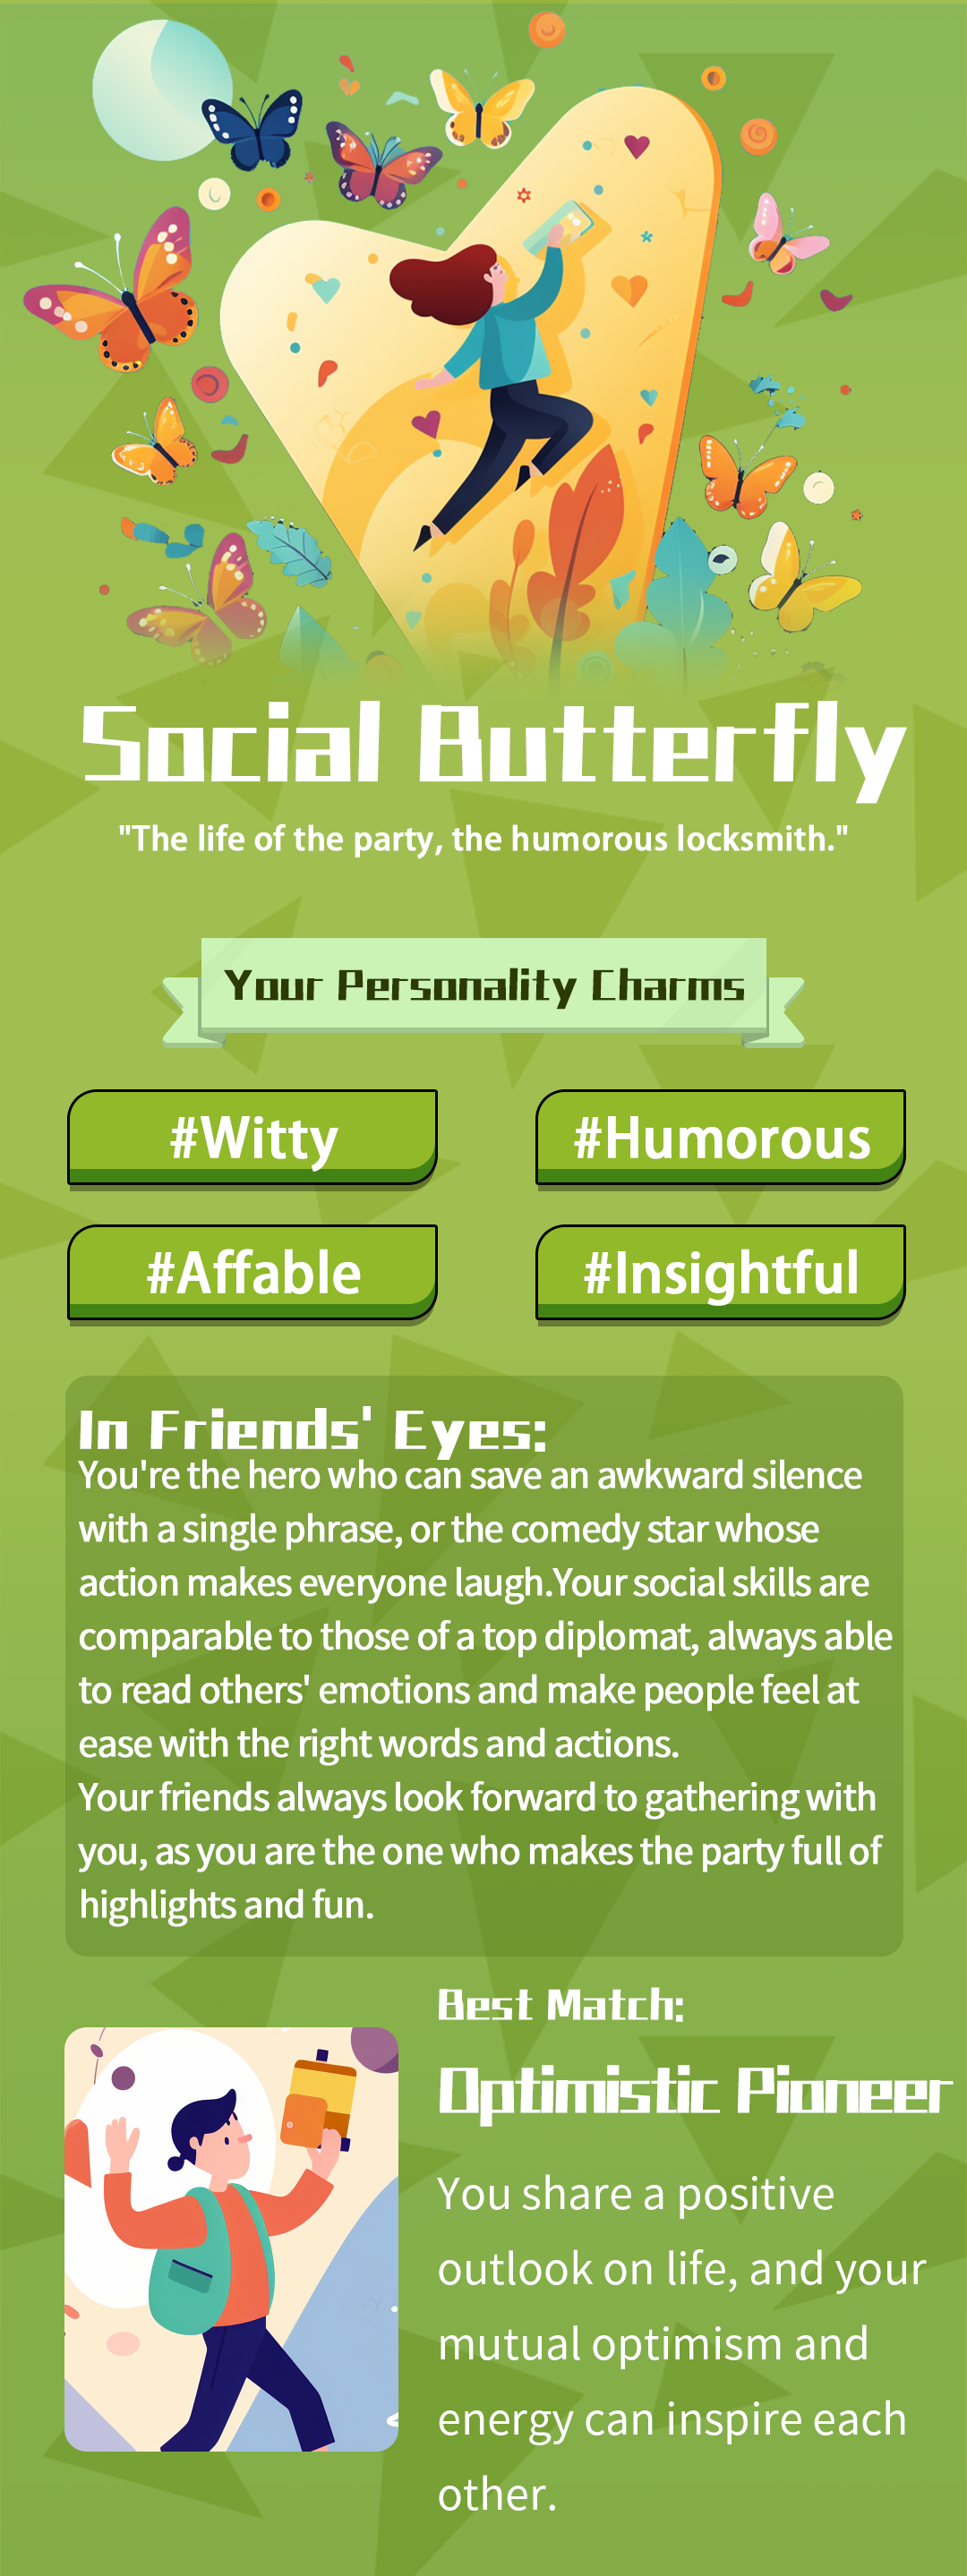 Social Butterfly
"The life of the party, the humorous locksmith."
Your Personality Charms
#Witty
#Humorous
#Affable
#Insightful
In Friends' Eyes:
You're the hero who can save an awkward silence
with a single phrase, or the comedy star whose
action makes everyone laugh.Your social skills are
comparable to those of a top diplomat, always able
to read others' emotions and make people feel at
ease with the right words and actions.
Your friends always look forward to gathering with
you, as you are the one who makes the party full of
highlights and fun.
Best Match:
Optimistic Pioneer
You share a positive
outlook on life, and your
mutual optimism and
energy can inspire each
other.